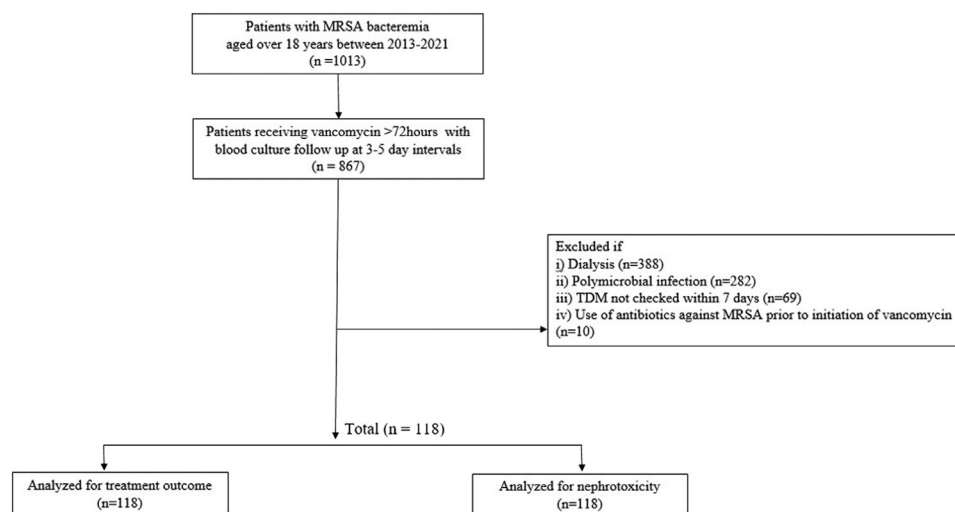 Patients with MRSA bacteremia
aged over 18 years between 2013-2021
(n =1013)
Patients receiving vancomycin >72hours with
blood culture follow up at 3-5 day intervals
(n = 867)
Excluded if
i) Dialysis (n=388)
ii) Polymicrobial infection (n=282)
iii) TDM not checked within 7 days (n=69)
iv) Use of antibiotics against MRSA prior to initiation of vancomycin
(n=10)
Total (n = 118)
Analyzed for treatment outcome
(n=118)
Analyzed for nephrotoxicity
(n=118)